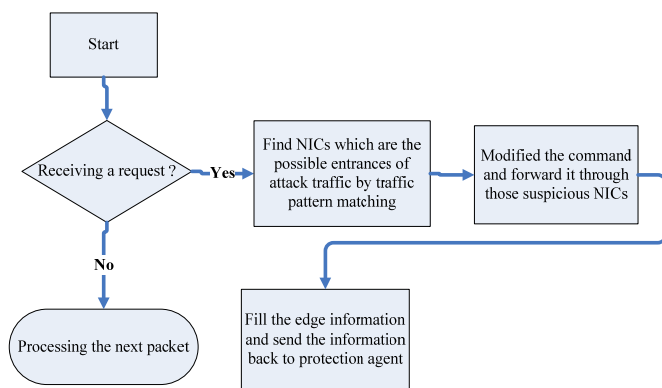 Start
Receiving a request ?
Yes
Find NICs which are the
possible entrances of
attack traffic by traffic
pattern matching
Modified the command
and forward it through
those suspicious NICs
No
Processing the next packet
Fill the edge information
and send the information
back to protection agent